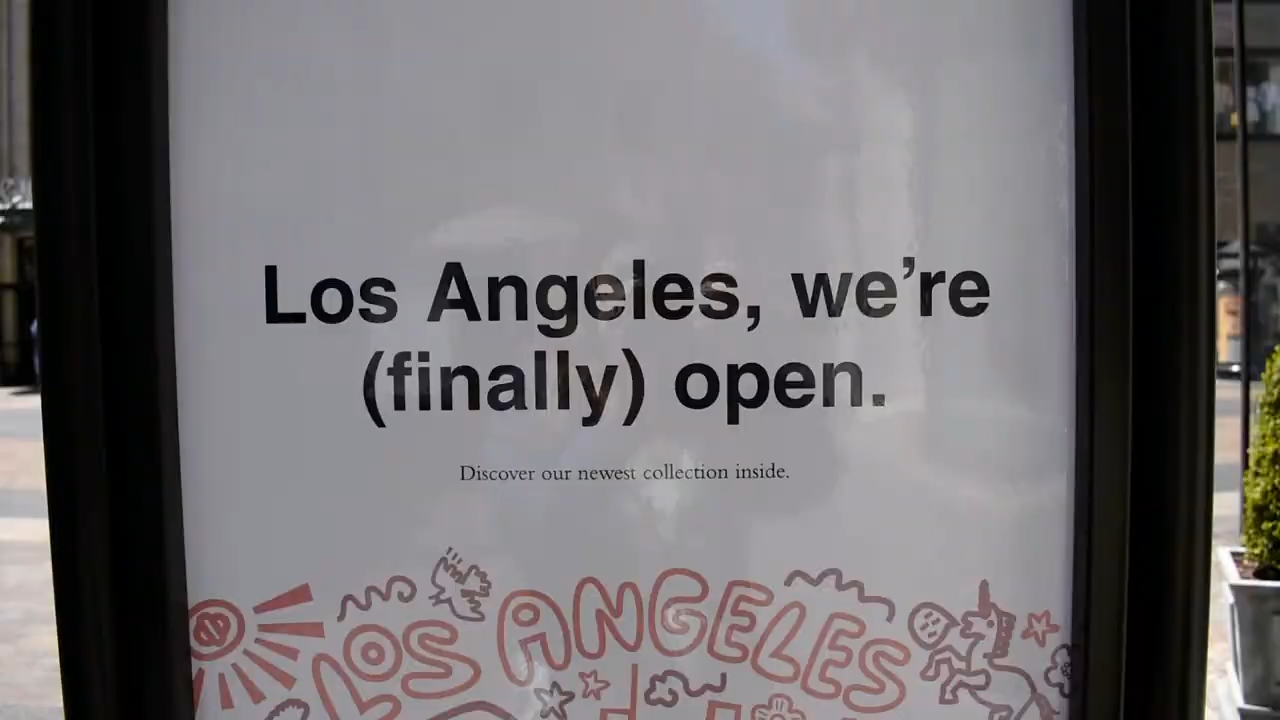 Los Angeles, we’re
(finally) open.
Discover our newest collection inside.
LOS ANGELES